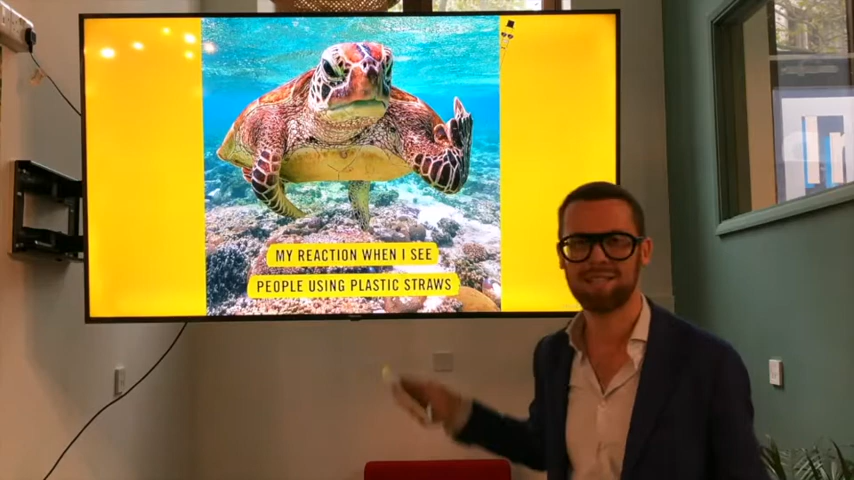 MY REACTION WHEN I SEE
PEOPLE USING PLASTIC STRAWS